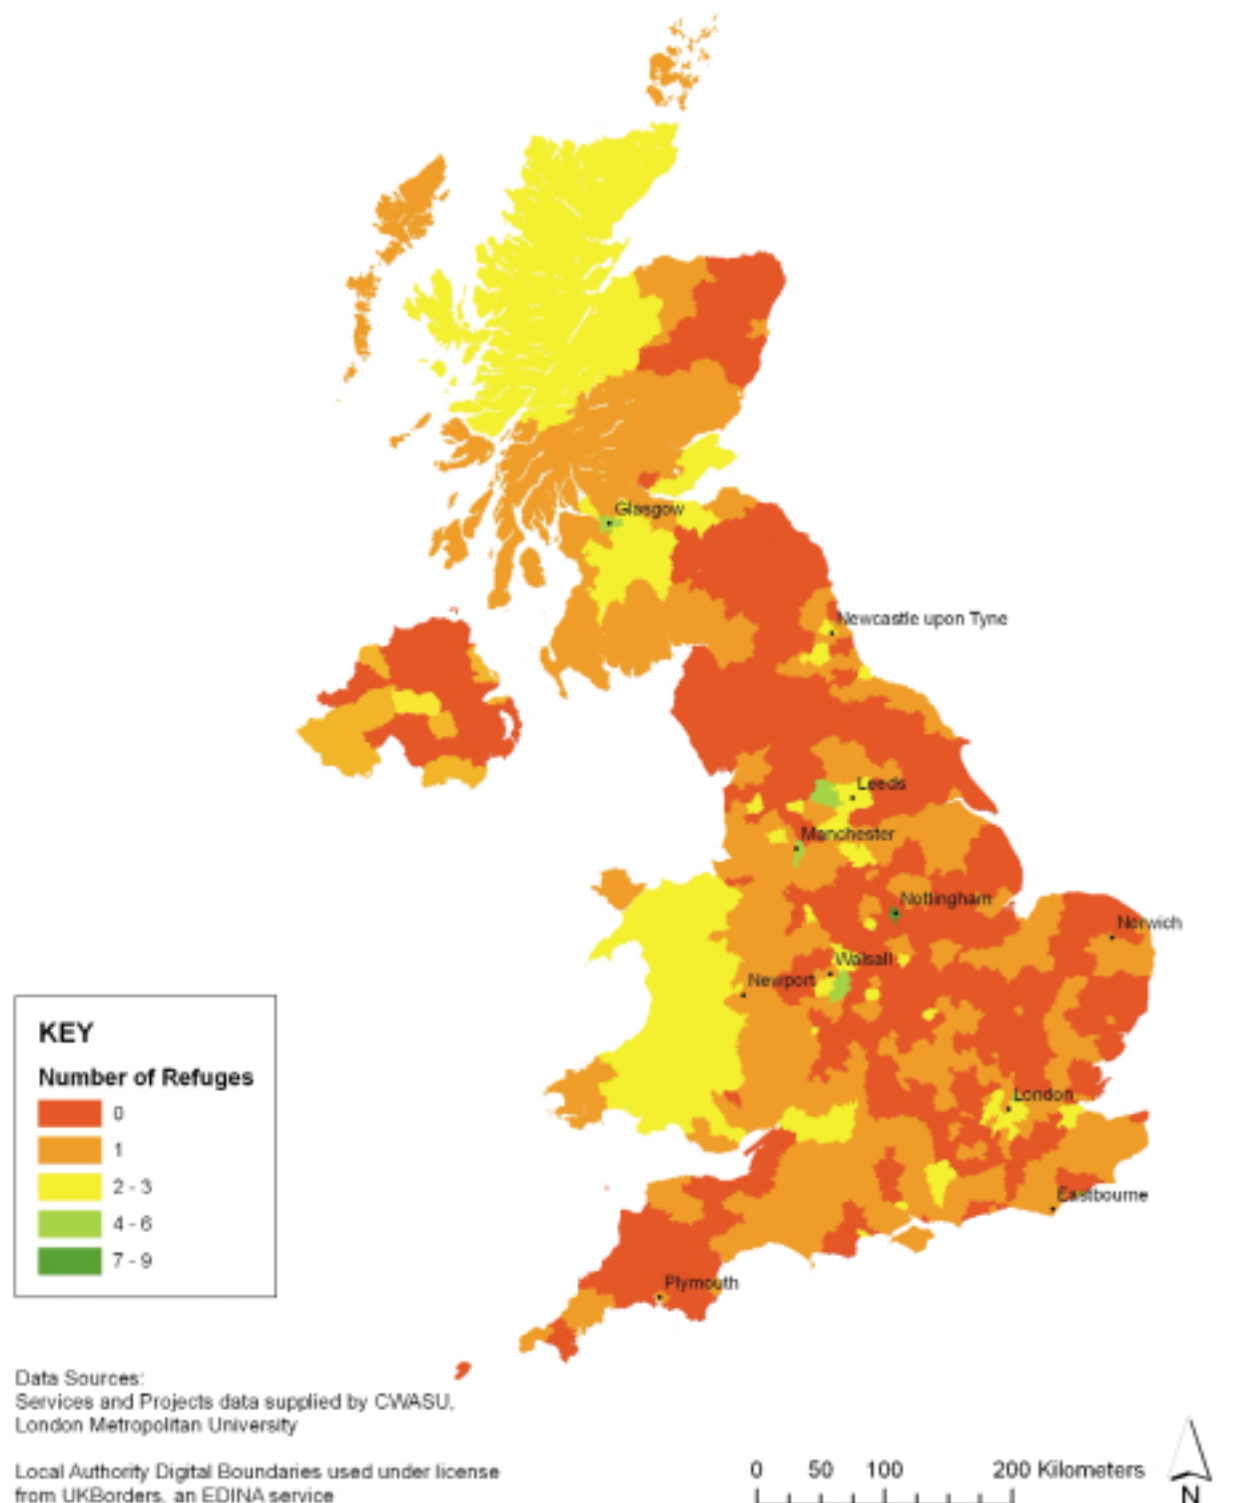 Glasgow
Newcastle upon Tyne
Leeds
Manchester
Nottingham
Norwich
Walsall
Newport
KEY
Number of Refuges
0
1
2 - 3
4 - 6
7 - 9
London
Eastbourne
Plymouth
Data Sources:
Services and Projects data supplied by CWASU,
London Metropolitan University
Local Authority Digital Boundaries used under license
from UKBorders, an EDINA service
0 50 100 200 Kilometers
N